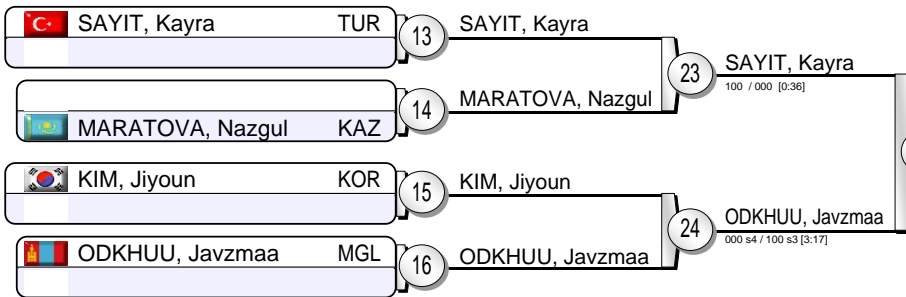 SAYIT, Kayra TUR
13
SAYIT, Kayra
MARATOVA, Nazgul KAZ
14
MARATOVA, Nazgul
23
SAYIT, Kayra
100 / 000 [0:36]
KIM, Jiyoun KOR
15
KIM, Jiyoun
ODKHUU, Javzmaa MGL
16
ODKHUU, Javzmaa
24
ODKHUU, Javzmaa
000 s4 / 100 s3 [3:17]